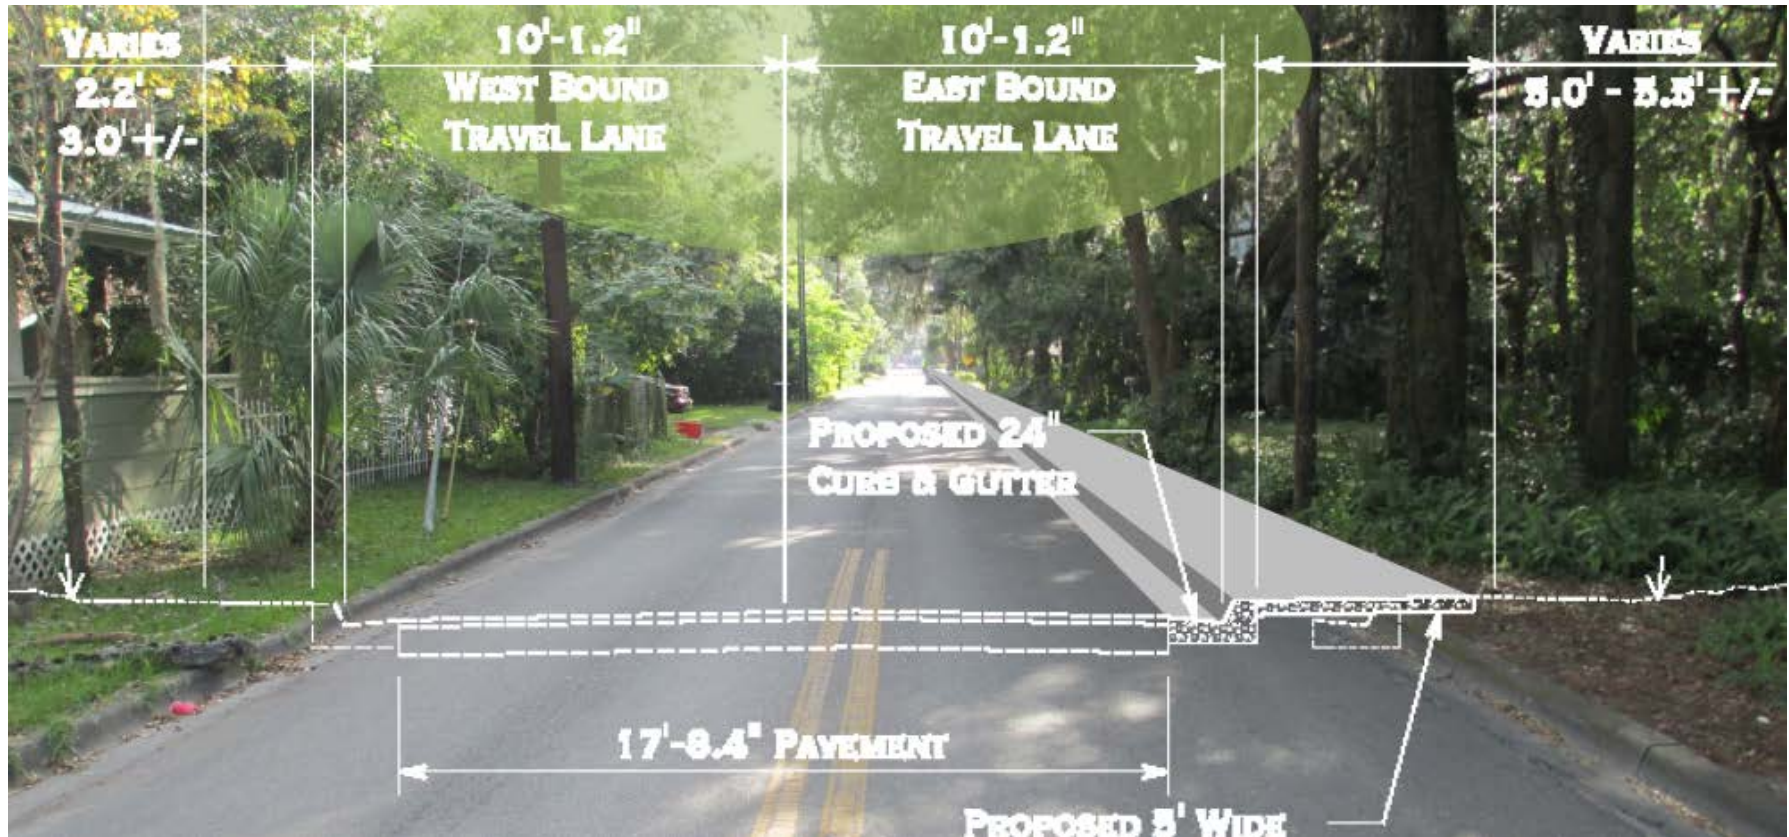 VARIES
2.2' -
3.0'+/-
10'-1.2"
WEST BOUND
TRAVEL LANE
10'-1.2"
EAST BOUND
TRAVEL LANE
VARIES
5.0' - 5.5'+/-
PROPOSED 24"
CURB & GUTTER
17'-8.4" PAVEMENT
PROPOSED 5' WIDE